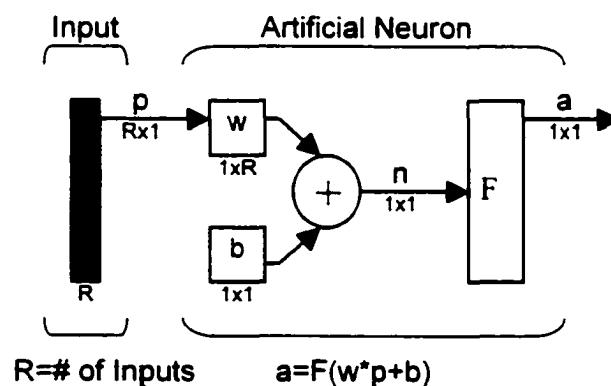 Input Artificial Neuron
p a
Rx1 w 1x1
1xR + n F
1x1
b
R 1x1
R=# of Inputs a=F(w*p+b)